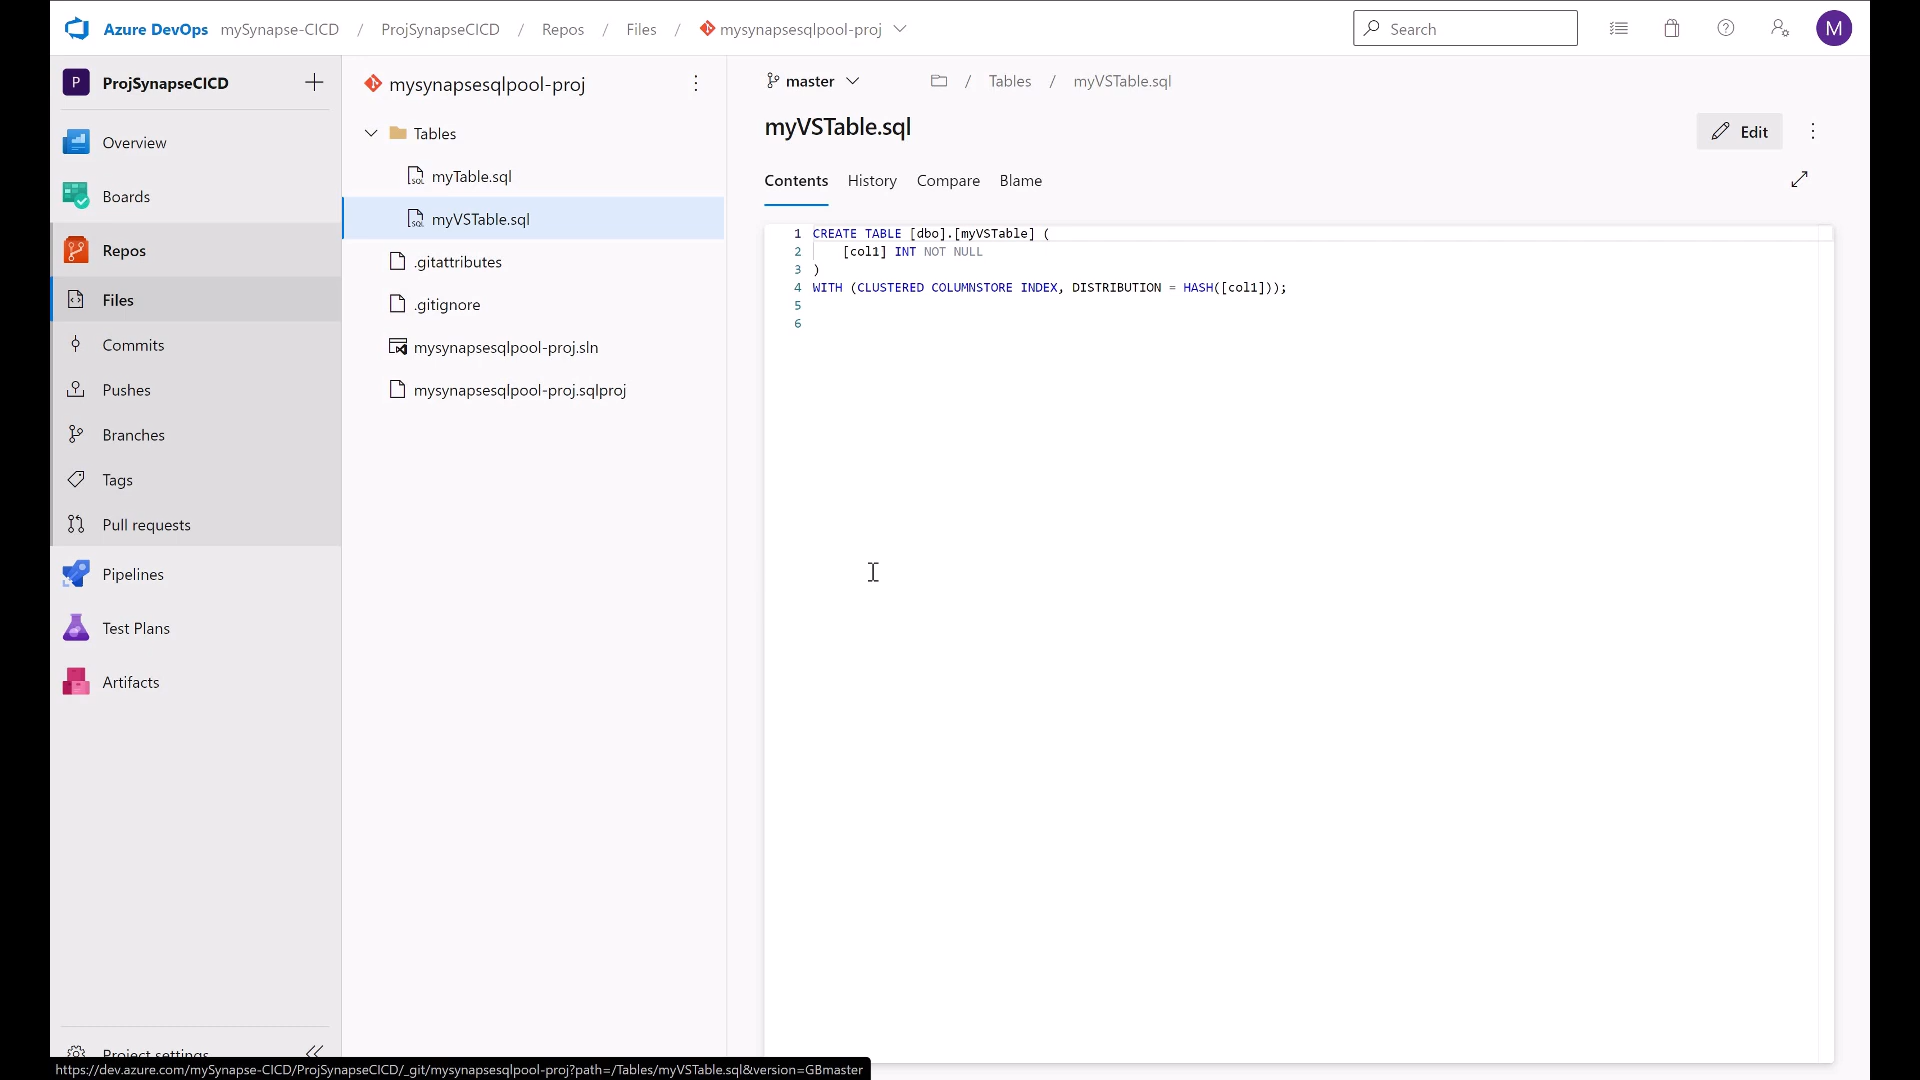 Azure DevOps mySynapse-CICD / ProjSynapseCICD / Repos / Files / mysynapsesqlpool-proj
Search
M
P ProjSynapseCICD
Overview
Boards
Repos
Files
Commits
Pushes
Branches
Tags
Pull requests
Pipelines
Test Plans
Artifacts
Project settings
mysynapsesqlpool-proj
Tables
myTable.sql
myVSTable.sql
.gitattributes
.gitignore
mysynapsesqlpool-proj.sln
mysynapsesqlpool-proj.sqlproj
master / Tables / myVSTable.sql
myVSTable.sql
Edit
Contents History Compare Blame
1 CREATE TABLE [dbo].[myVSTable] (
2 [col1] INT NOT NULL
3 )
4 WITH (CLUSTERED COLUMNSTORE INDEX, DISTRIBUTION = HASH([col1]));
5
6
https://dev.azure.com/mySynapse-CICD/ProjSynapseCICD/_git/mysynapsesqlpool-proj?path=/Tables/myVSTable.sql&version=GBmaster